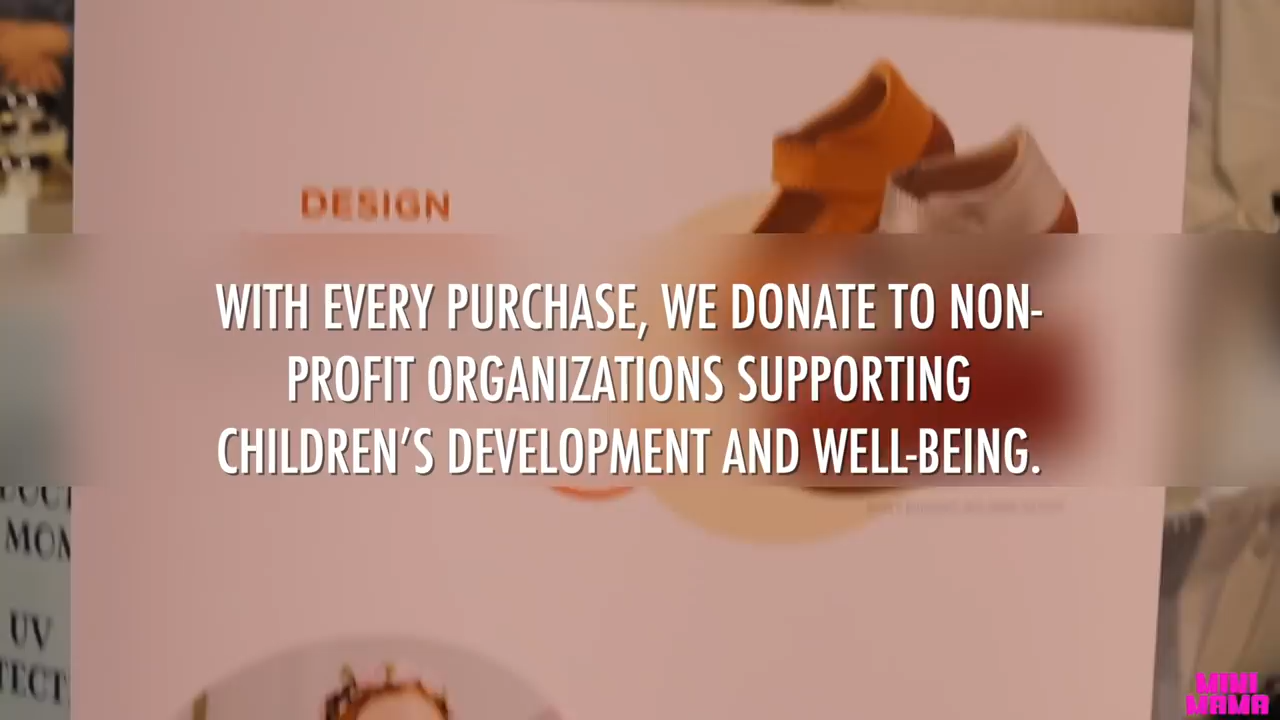 DESIGN
WITH EVERY PURCHASE, WE DONATE TO NON-
PROFIT ORGANIZATIONS SUPPORTING
CHILDREN’S DEVELOPMENT AND WELL-BEING.
UV
MINI
MAMA